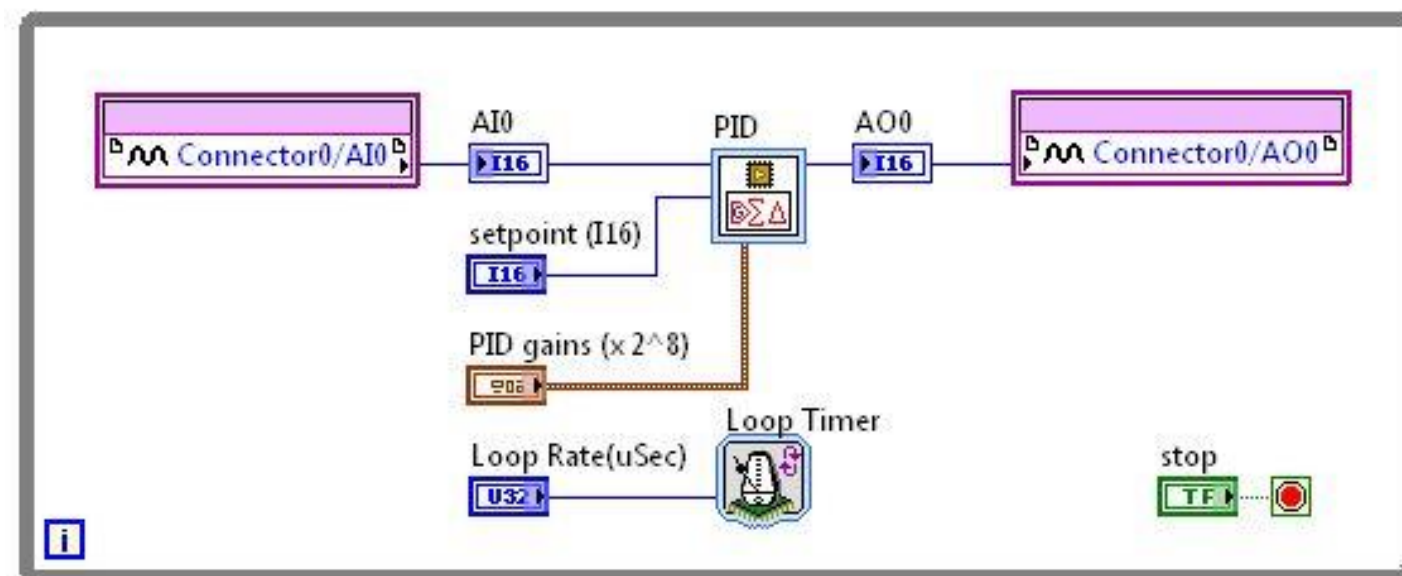 AI0
PID
AO0
Connector0/AI0
I16
I16
Connector0/AO0
setpoint (I16)
I16
PID gains (x 2^8)
Loop Timer
Loop Rate(uSec)
U32
stop
TF
i